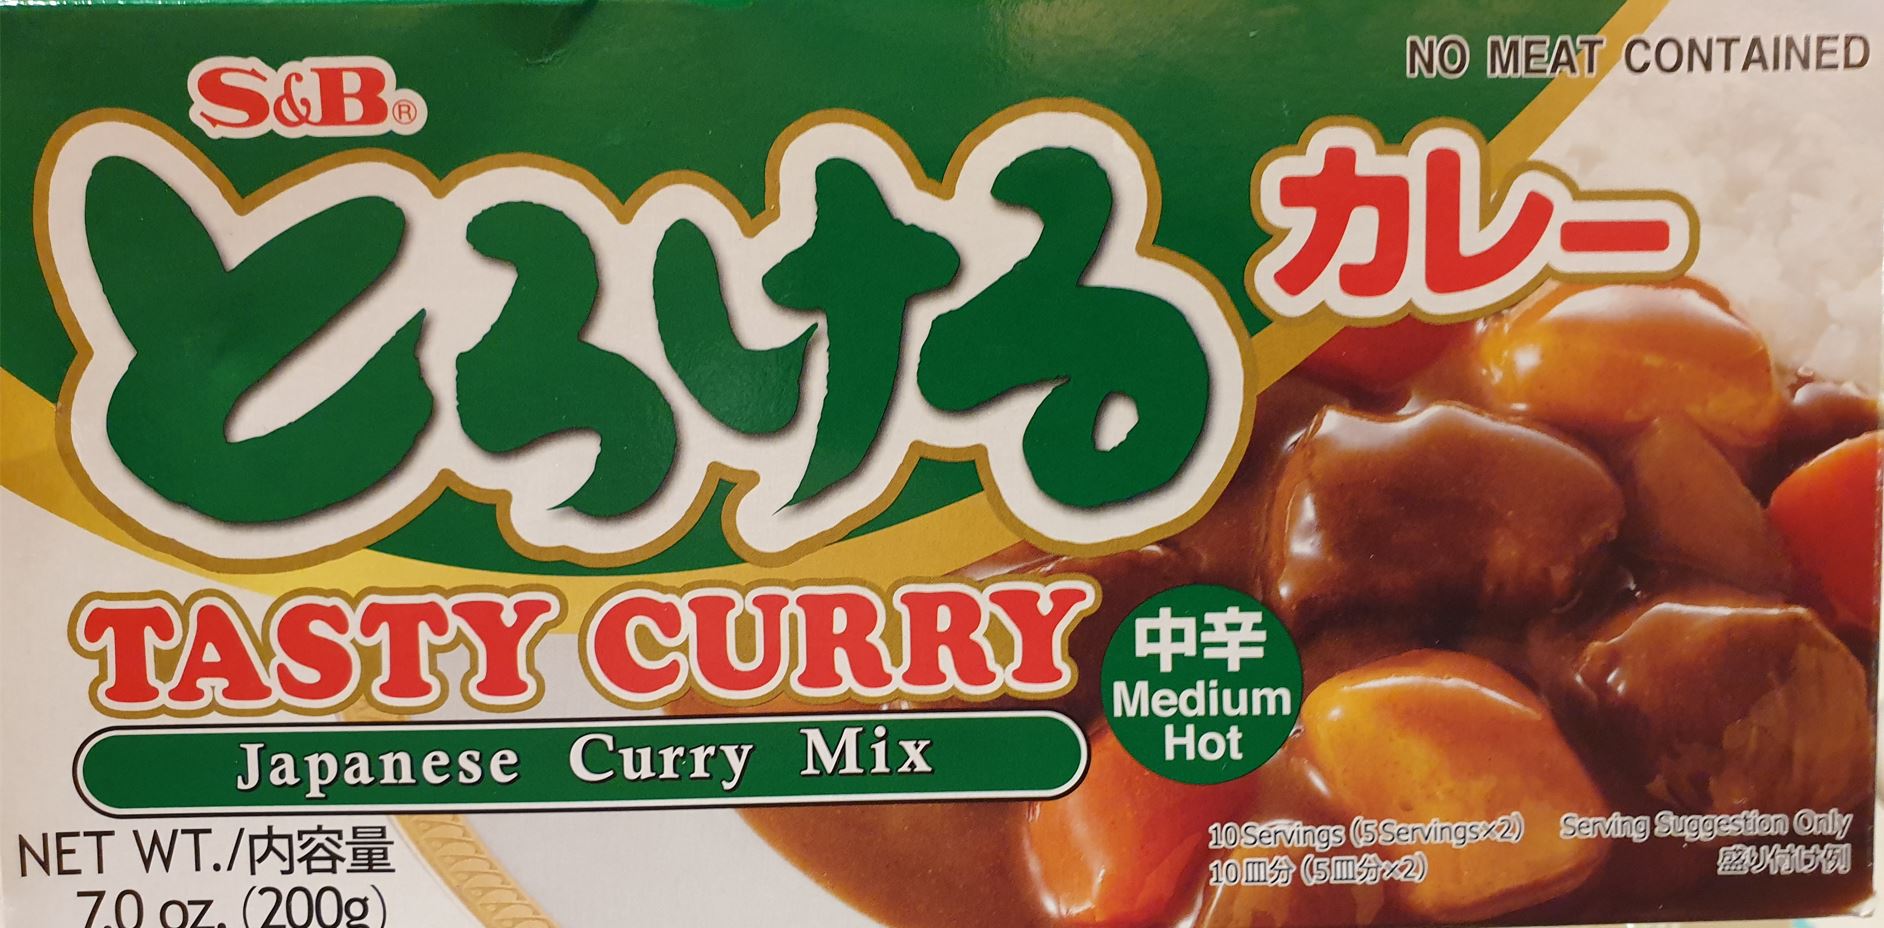 NO MEAT CONTAINED
S&B®
とろける
カレー
TASTY CURRY
中辛
Medium
Hot
Japanese Curry Mix
NET WT./内容量
7.0 oz. (200g)
10 Servings (5 Servings×2)
10皿分 (5皿分×2)
Serving Suggestion Only
盛り付け例